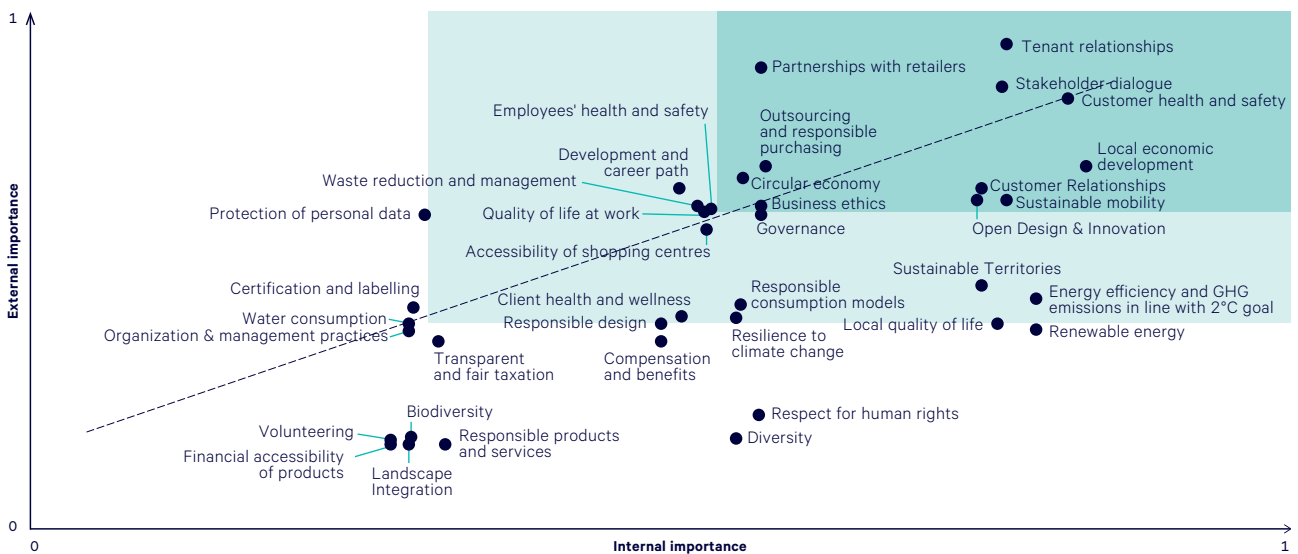 1
Tenant relationships
Partnerships with retailers
Stakeholder dialogue
Customer health and safety
Employees' health and safety
Outsourcing
and responsible
purchasing
Local economic
development
Development and
career path
Waste reduction and management
Circular economy
Customer Relationships
Protection of personal data
Quality of life at work
Business ethics
Sustainable mobility
Governance
Open Design & Innovation
Accessibility of shopping centres
External importance
Sustainable Territories
Certification and labelling
Client health and wellness
Responsible
consumption models
Energy efficiency and GHG
emissions in line with 2°C goal
Water consumption
Responsible design
Local quality of life
Organization & management practices
Resilience to
climate change
Renewable energy
Transparent
and fair taxation
Compensation
and benefits
Biodiversity
Respect for human rights
Volunteering
Responsible products
and services
Diversity
Financial accessibility
of products
Landscape
Integration
0
0
Internal importance
1